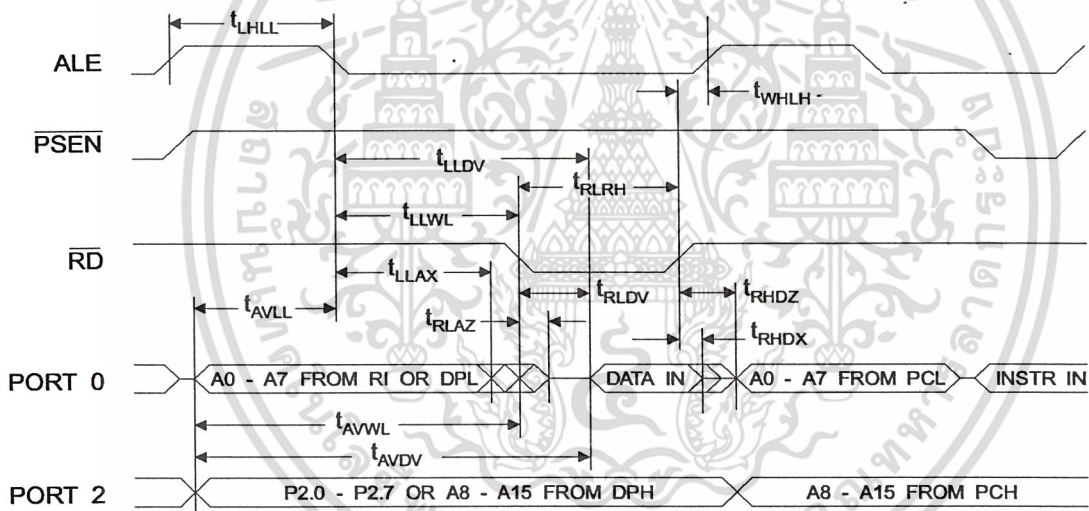 tLHLL
ALE
tWHLH
PSEN
tLLDV
tRLRH
tLLWL
RD
tLLAX
tRLDV
tRHDZ
tAVLL
tRLAZ
tRHDX
PORT 0
A0 - A7 FROM RI OR DPL
DATA IN
A0 - A7 FROM PCL
INSTR IN
tAVWL
tAVDV
PORT 2
P2.0 - P2.7 OR A8 - A15 FROM DPH
A8 - A15 FROM PCH